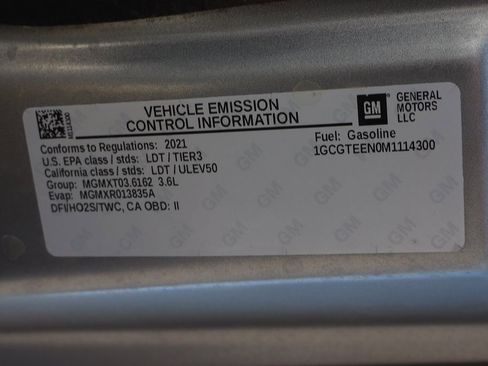 VEHICLE EMISSION
CONTROL INFORMATION
GM
GENERAL
MOTORS
LLC
Conforms to Regulations: 2021
Fuel: Gasoline
U.S. EPA class / stds: LDT / TIER3
1GCGTEEN0M1114300
California class / stds: LDT / ULEV50
Group: MGMXT03.6162 3.6L
Evap: MGMXR013835A
DFI/HO2S/TWC, CA OBD: II